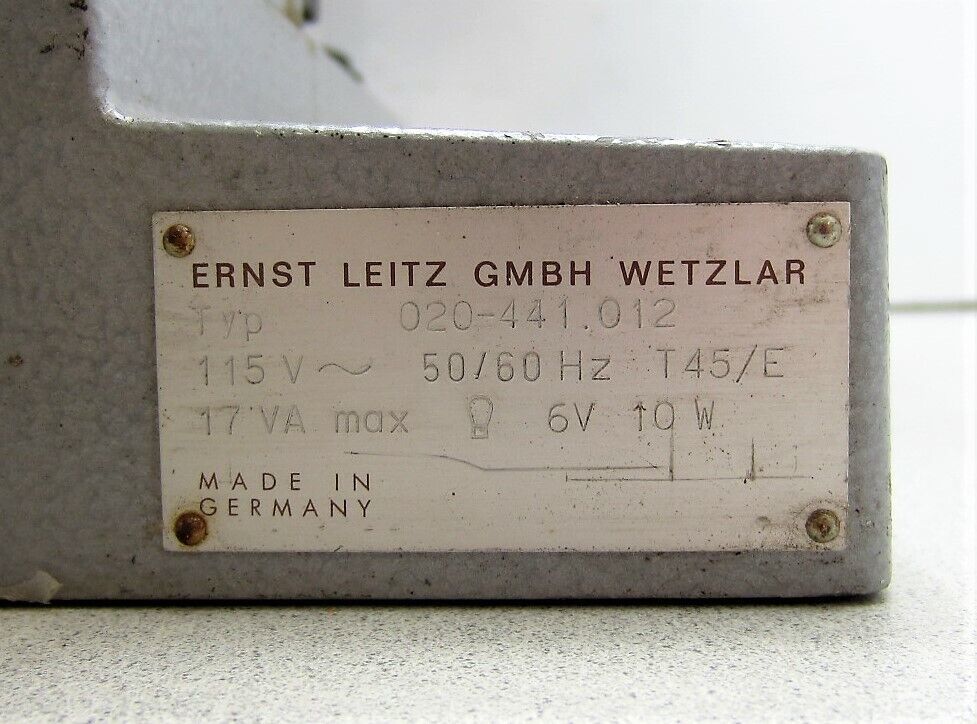 ERNST LEITZ GMBH WETZLAR
Typ 020-441.012
115 V ~ 50/60 Hz T45/E
17 VA max 6V 10 W
MADE IN
GERMANY